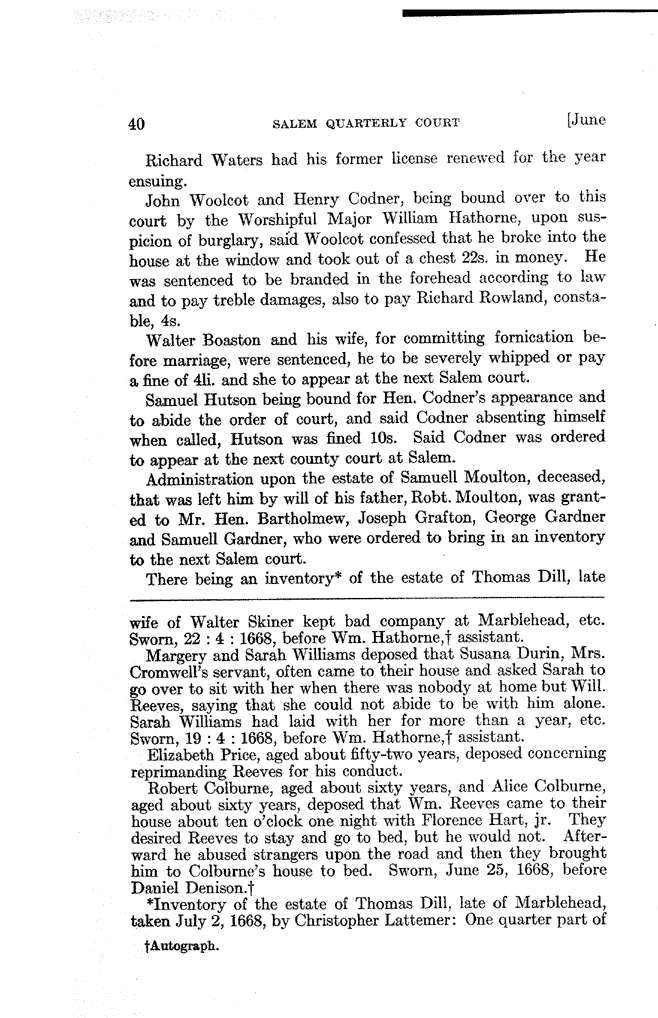 40 SALEM QUARTERLY COURT [June
Richard Waters had his former license renewed for the year
ensuing.
John Woolcot and Henry Codner, being bound over to this
court by the Worshipful Major William Hathorne, upon sus-
picion of burglary, said Woolcot confessed that he broke into the
house at the window and took out of a chest 22s. in money. He
was sentenced to be branded in the forehead according to law
and to pay treble damages, also to pay Richard Rowland, consta-
ble, 4s.
Walter Boaston and his wife, for committing fornication be-
fore marriage, were sentenced, he to be severely whipped or pay
a fine of 4li. and she to appear at the next Salem court.
Samuel Hutson being bound for Hen. Codner's appearance and
to abide the order of court, and said Codner absenting himself
when called, Hutson was fined 10s. Said Codner was ordered
to appear at the next county court at Salem.
Administration upon the estate of Samuell Moulton, deceased,
that was left him by will of his father, Robt. Moulton, was grant-
ed to Mr. Hen. Bartholmew, Joseph Grafton, George Gardner
and Samuell Gardner, who were ordered to bring in an inventory
to the next Salem court.
There being an inventory* of the estate of Thomas Dill, late
wife of Walter Skiner kept bad company at Marblehead, etc.
Sworn, 22 : 4 : 1668, before Wm. Hathorne,† assistant.
Margery and Sarah Williams deposed that Susana Durin, Mrs.
Cromwell's servant, often came to their house and asked Sarah to
go over to sit with her when there was nobody at home but Will.
Reeves, saying that she could not abide to be with him alone.
Sarah Williams had laid with her for more than a year, etc.
Sworn, 19 : 4 : 1668, before Wm. Hathorne,† assistant.
Elizabeth Price, aged about fifty-two years, deposed concerning
reprimanding Reeves for his conduct.
Robert Colburne, aged about sixty years, and Alice Colburne,
aged about sixty years, deposed that Wm. Reeves came to their
house about ten o'clock one night with Florence Hart, jr. They
desired Reeves to stay and go to bed, but he would not. After-
ward he abused strangers upon the road and then they brought
him to Colburne's house to bed. Sworn, June 25, 1668, before
Daniel Denison.†
*Inventory of the estate of Thomas Dill, late of Marblehead,
taken July 2, 1668, by Christopher Lattemer: One quarter part of
†Autograph.